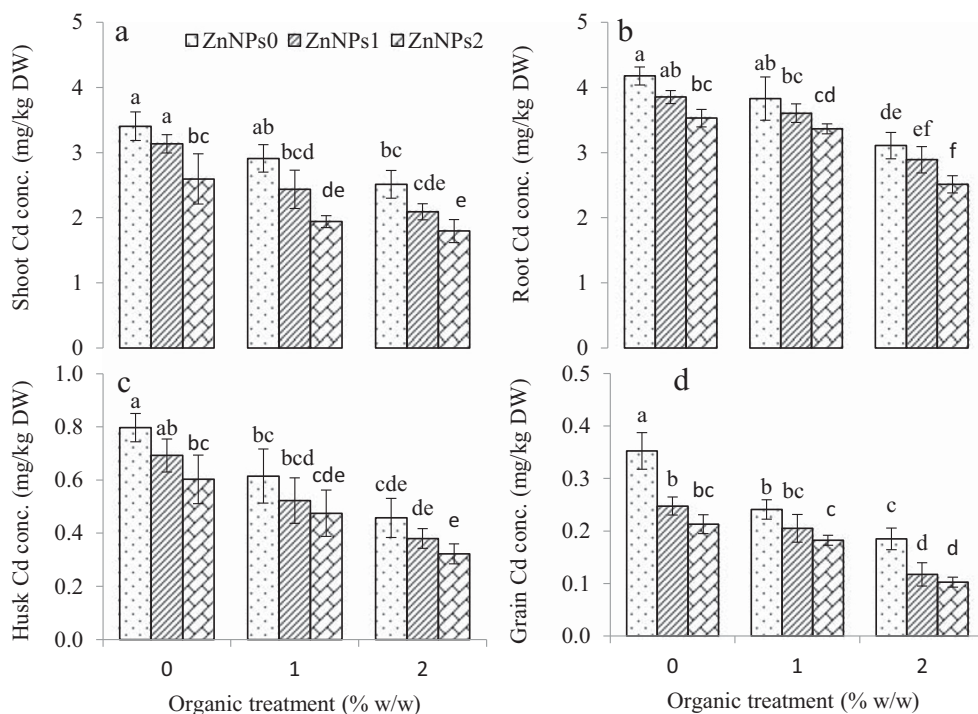 a
ZnNPs0 ZnNPs1 ZnNPs2
Shoot Cd conc. (mg/kg DW)
5
4
3
2
1
0
a a bc
ab bcd de
bc cde e
b
Root Cd conc. (mg/kg DW)
5
4
3
2
1
0
a ab bc
ab bc cd
de ef f
c
Husk Cd conc. (mg/kg DW)
1.0
0.8
0.6
0.4
0.2
0.0
a ab bc
bc bcd cde
cde de e
0 1 2
Organic treatment (% w/w)
d
Grain Cd conc. (mg/kg DW)
0.5
0.4
0.3
0.2
0.1
0.0
a b bc
b bc c
c d d
0 1 2
Organic treatment (% w/w)